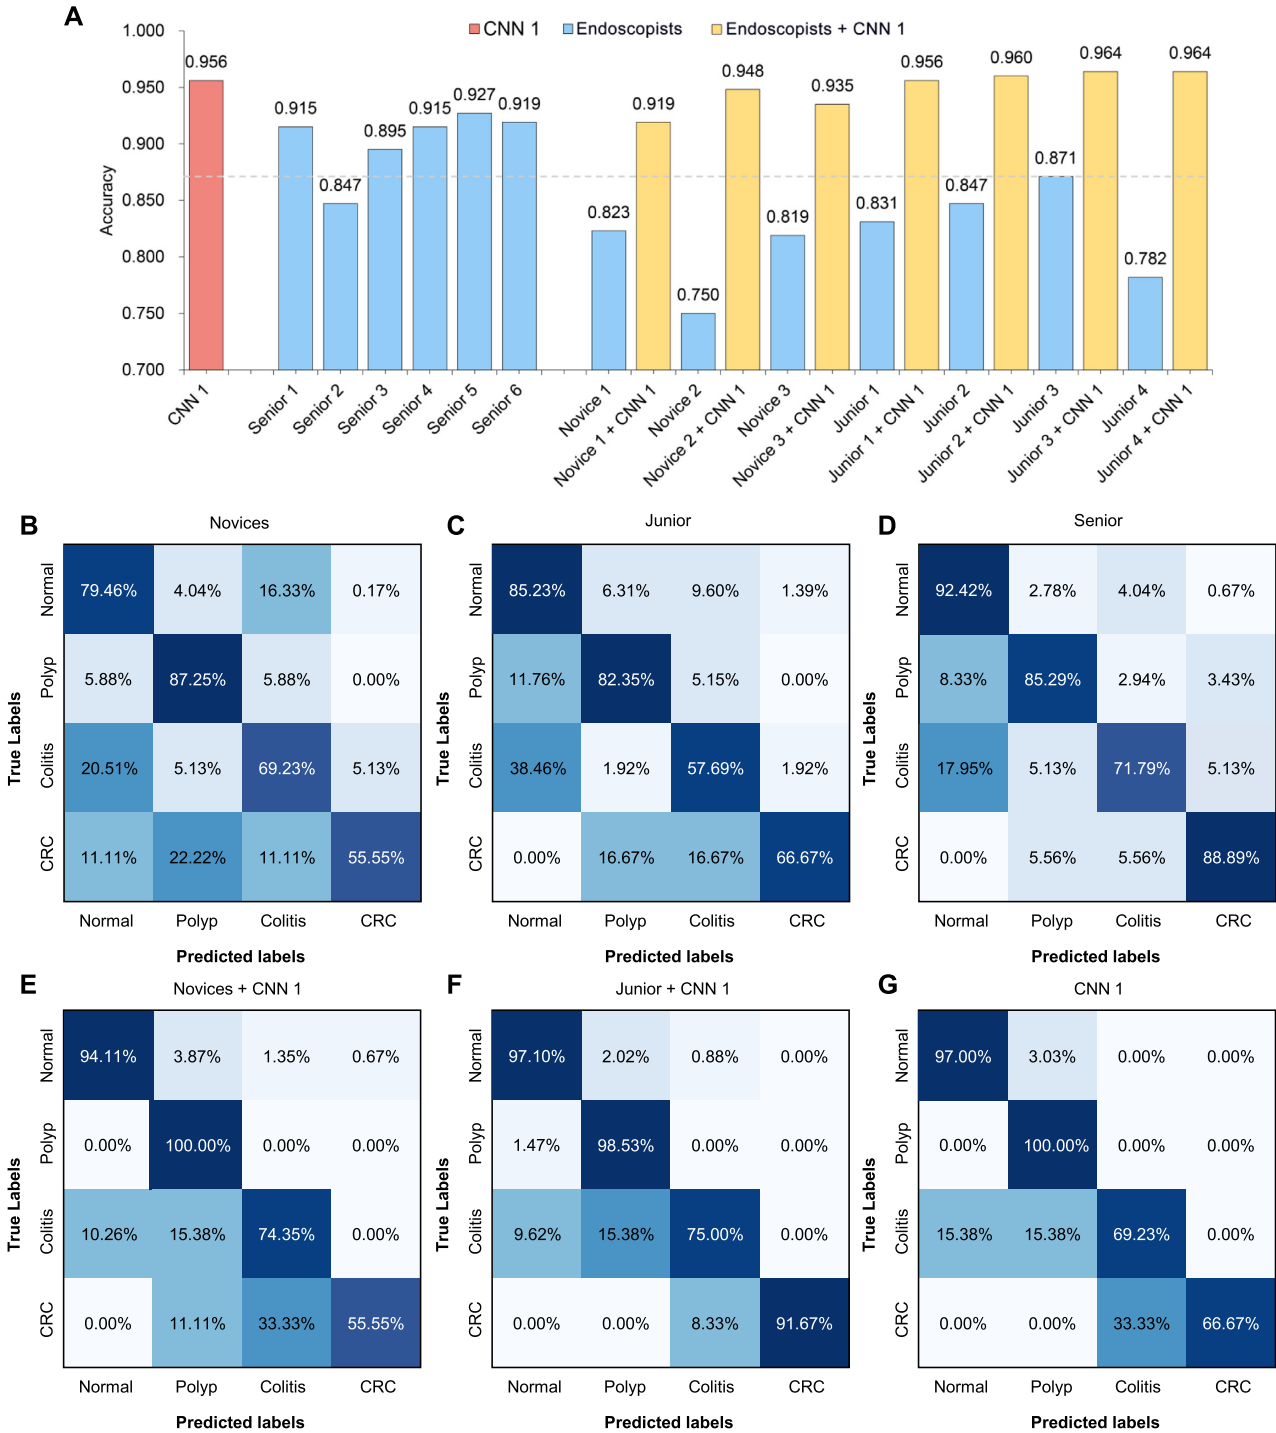 A
CNN 1 Endoscopists Endoscopists + CNN 1
1.000
0.950
0.900
0.850
0.800
0.750
0.700
Accuracy
0.956
0.915
0.847
0.895
0.915
0.927
0.919
0.823
0.919
0.750
0.948
0.819
0.935
0.831
0.956
0.847
0.960
0.871
0.964
0.782
0.964
CNN 1
Senior 1
Senior 2
Senior 3
Senior 4
Senior 5
Senior 6
Novice 1
Novice 1 + CNN 1
Novice 2
Novice 2 + CNN 1
Novice 3
Novice 3 + CNN 1
Junior 1
Junior 1 + CNN 1
Junior 2
Junior 2 + CNN 1
Junior 3
Junior 3 + CNN 1
Junior 4
Junior 4 + CNN 1
B
Novices
True Labels
Normal 79.46% 4.04% 16.33% 0.17%
Polyp 5.88% 87.25% 5.88% 0.00%
Colitis 20.51% 5.13% 69.23% 5.13%
CRC 11.11% 22.22% 11.11% 55.55%
Normal Polyp Colitis CRC
Predicted labels
C
Junior
True Labels
Normal 85.23% 6.31% 9.60% 1.39%
Polyp 11.76% 82.35% 5.15% 0.00%
Colitis 38.46% 1.92% 57.69% 1.92%
CRC 0.00% 16.67% 16.67% 66.67%
Normal Polyp Colitis CRC
Predicted labels
D
Senior
True Labels
Normal 92.42% 2.78% 4.04% 0.67%
Polyp 8.33% 85.29% 2.94% 3.43%
Colitis 17.95% 5.13% 71.79% 5.13%
CRC 0.00% 5.56% 5.56% 88.89%
Normal Polyp Colitis CRC
Predicted labels
E
Novices + CNN 1
True Labels
Normal 94.11% 3.87% 1.35% 0.67%
Polyp 0.00% 100.00% 0.00% 0.00%
Colitis 10.26% 15.38% 74.35% 0.00%
CRC 0.00% 11.11% 33.33% 55.55%
Normal Polyp Colitis CRC
Predicted labels
F
Junior + CNN 1
True Labels
Normal 97.10% 2.02% 0.88% 0.00%
Polyp 1.47% 98.53% 0.00% 0.00%
Colitis 9.62% 15.38% 75.00% 0.00%
CRC 0.00% 0.00% 8.33% 91.67%
Normal Polyp Colitis CRC
Predicted labels
G
CNN 1
True Labels
Normal 97.00% 3.03% 0.00% 0.00%
Polyp 0.00% 100.00% 0.00% 0.00%
Colitis 15.38% 15.38% 69.23% 0.00%
CRC 0.00% 0.00% 33.33% 66.67%
Normal Polyp Colitis CRC
Predicted labels